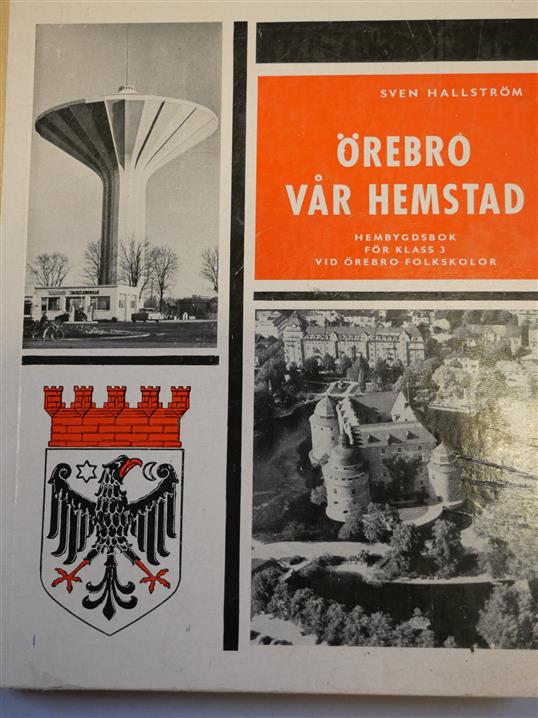 SVEN HALLSTRÖM
ÖREBRO
VÅR HEMSTAD
HEMBYGDSBOK
FÖR KLASS 3
VID ÖREBRO FOLKSKOLOR